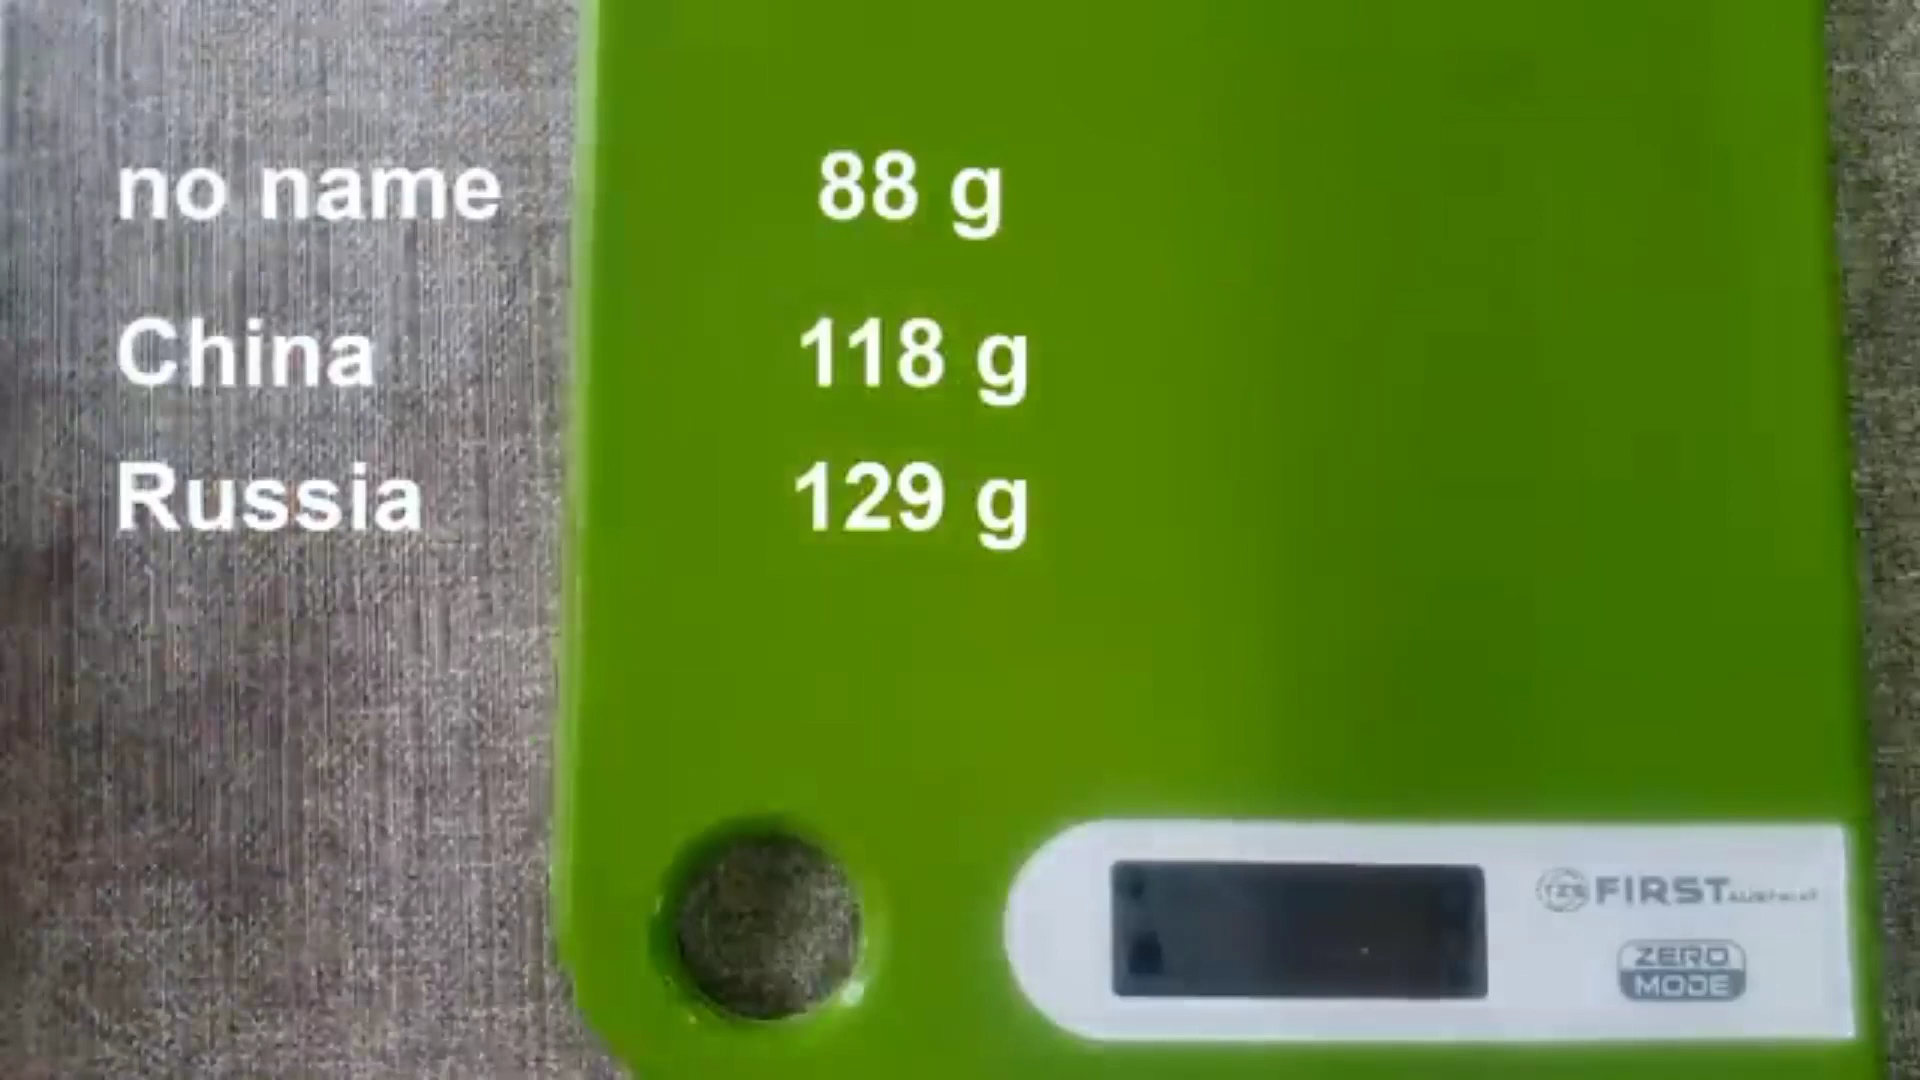 no name 88 g
China 118 g
Russia 129 g
FIRST
ZERO
MODE